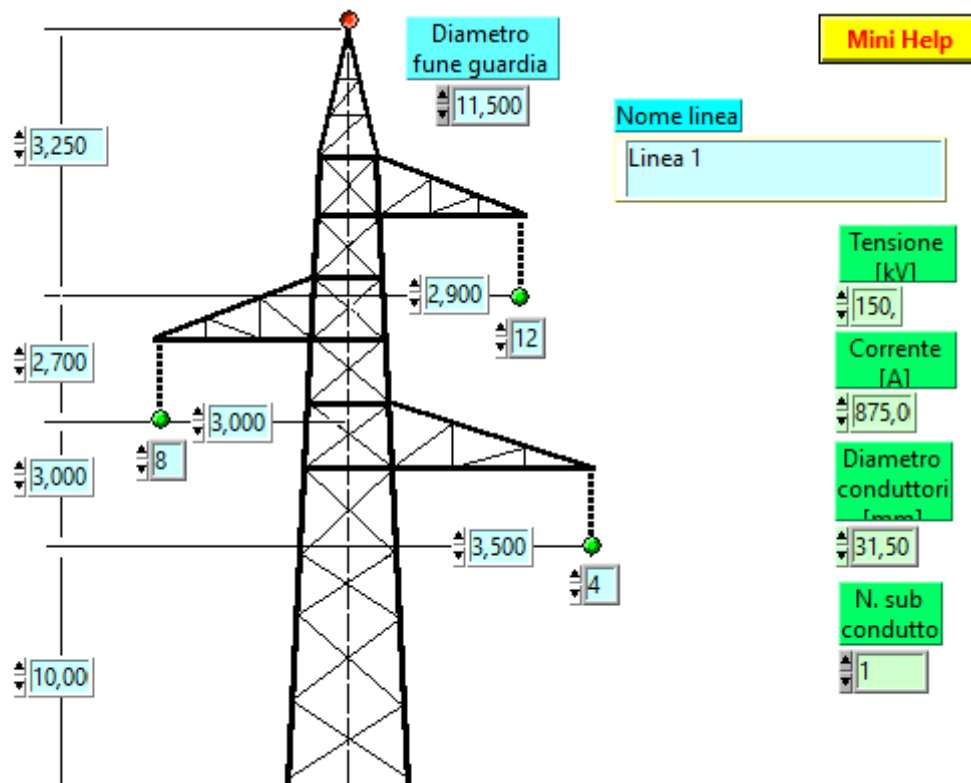 Diametro
fune guardia
11,500
Mini Help
3,250
Nome linea
Linea 1
Tensione
[kV]
150,
2,900
12
2,700
Corrente
[A]
875,0
3,000
8
3,000
Diametro
conduttori
[mm]
31,50
3,500
4
N. sub
condutto
1
10,00